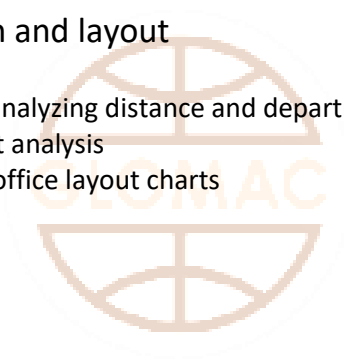 and layout
nalyzing distance and depart
analysis
office layout charts
GLOMAC